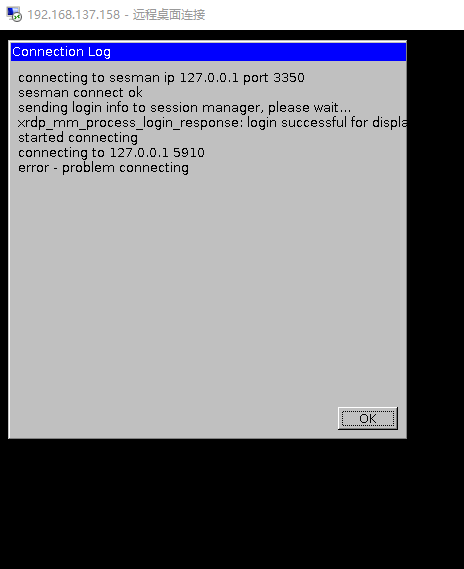 192.168.137.158 - 远程桌面连接
Connection Log
connecting to sesman ip 127.0.0.1 port 3350
sesman connect ok
sending login info to session manager, please wait...
xrdp_mm_process_login_response: login successful for displa
started connecting
connecting to 127.0.0.1 5910
error - problem connecting
OK